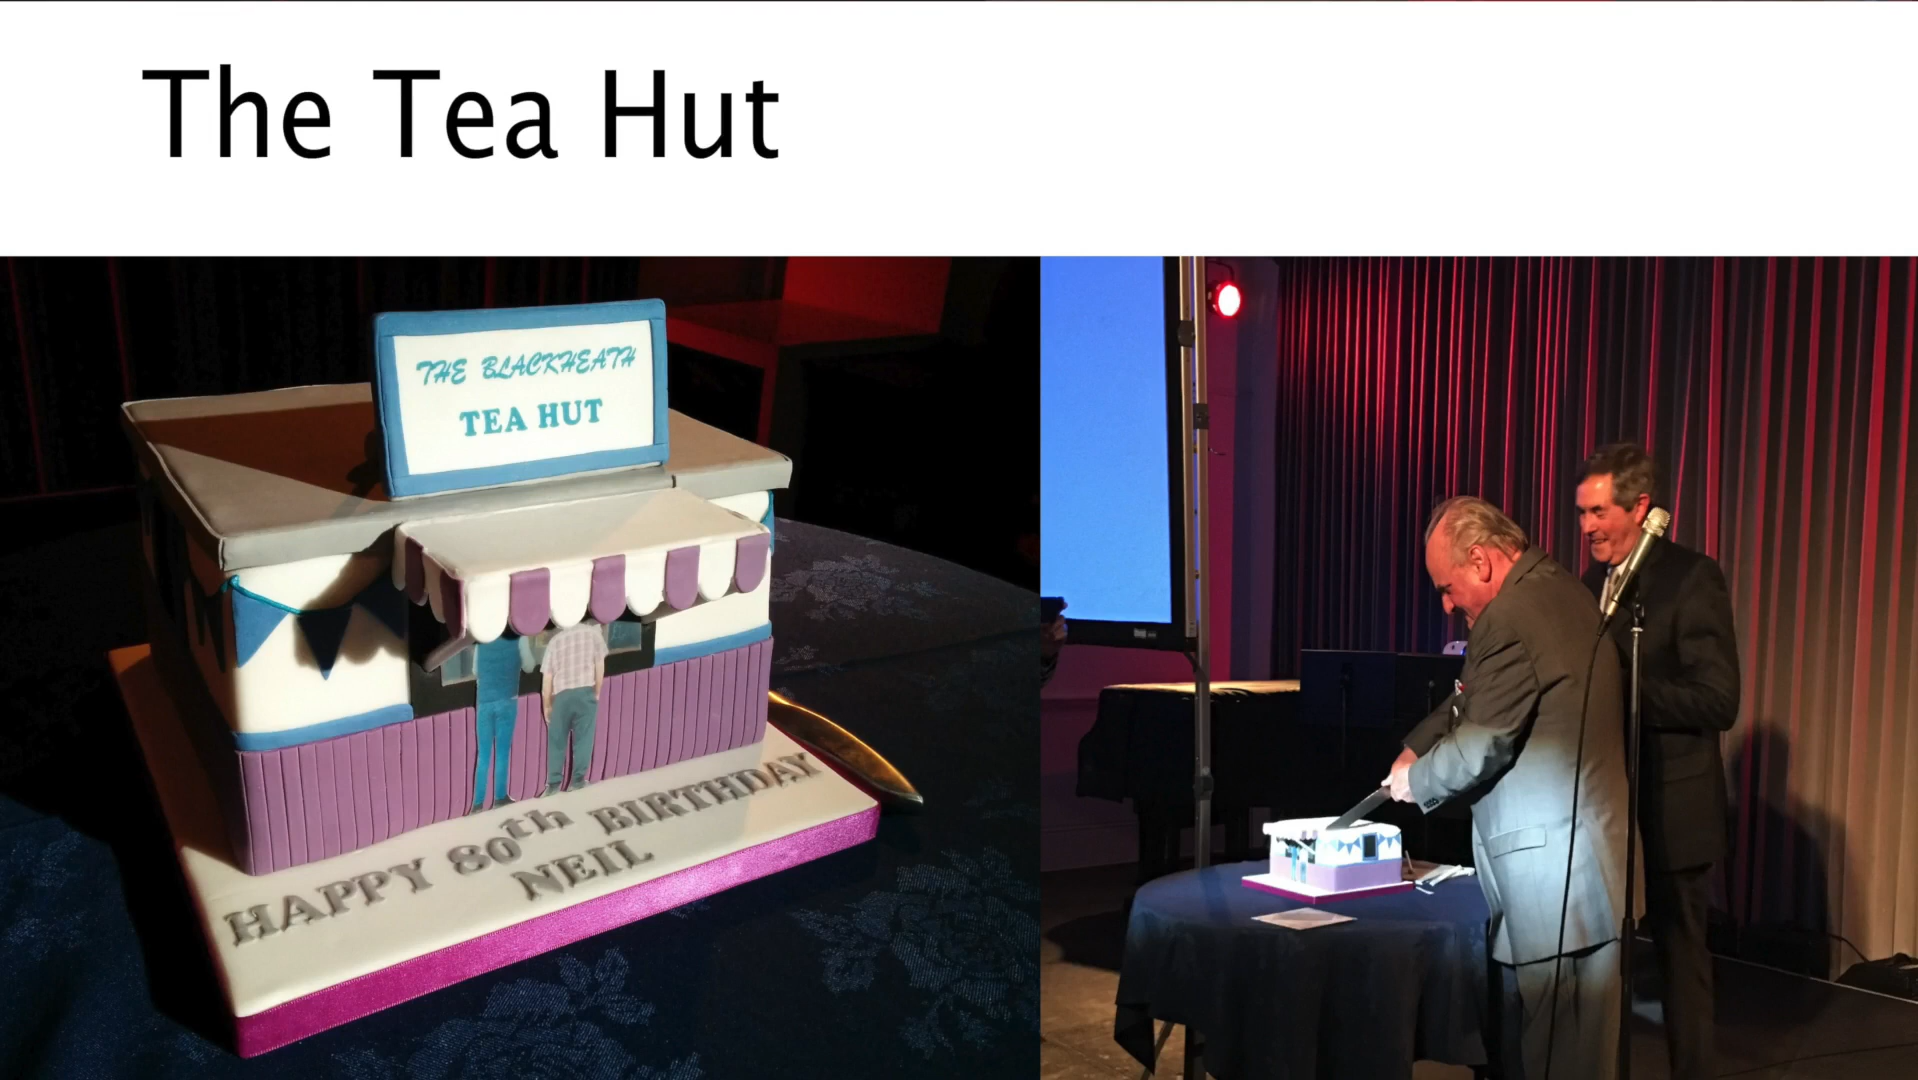 The Tea Hut
THE BLACKHEATH
TEA HUT
HAPPY 80th BIRTHDAY
NEIL